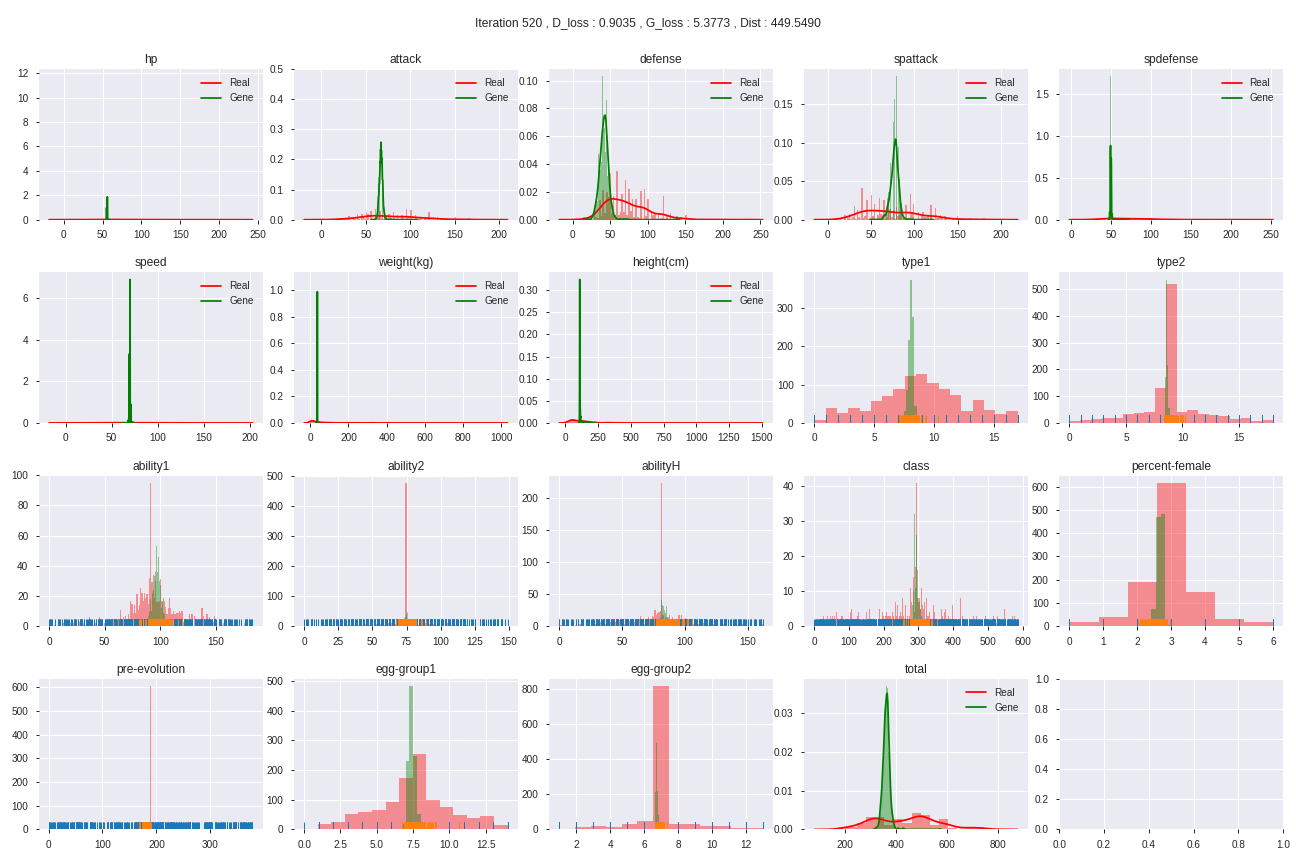 Iteration 520 , D_loss : 0.9035 , G_loss : 5.3773 , Dist : 449.5490
hp attack defense spattack spdefense
12 0.5 0.10 0.15 1.5
Real Real Real Real Real
Gene Gene Gene Gene Gene
10 0.4 0.08 0.10 1.0
8 0.3 0.06 0.05 0.5
6 0.2 0.04 0.00 0.0
4 0.1 0.02
2 0.0 0.00
0
0 50 100 150 200 250 0 50 100 150 200 0 50 100 150 200 250 0 50 100 150 200 0 50 100 150 200 250
speed weight(kg) height(cm) type1 type2
Real Real Real
Gene Gene Gene
6 1.0 0.30 300 500
4 0.8 0.25 200 400
2 0.6 0.20 100 300
0 0.4 0.15 0 200
0.2 0.10 100
0.0 0.05 0
0.00
0 50 100 150 200 0 200 400 600 800 1000 0 250 500 750 1000 1250 1500 0 5 10 15 0 5 10 15
ability1 ability2 abilityH class percent-female
100 500 200 40 600
80 400 150 30 500
60 300 100 20 400
40 200 50 10 300
20 100 0 0 200
0 0 100
0
0 50 100 150 0 25 50 75 100 125 150 0 50 100 150 0 100 200 300 400 500 600 0 1 2 3 4 5 6
pre-evolution egg-group1 egg-group2 total
Real
Gene
600 500 800 0.03 1.0
500 400 600 0.02 0.8
400 300 400 0.01 0.6
300 200 200 0.00 0.4
200 100 0 0.2
100 0 0.0
0
0 100 200 300 0.0 2.5 5.0 7.5 10.0 12.5 2 4 6 8 10 12 200 400 600 800 0.0 0.2 0.4 0.6 0.8 1.0